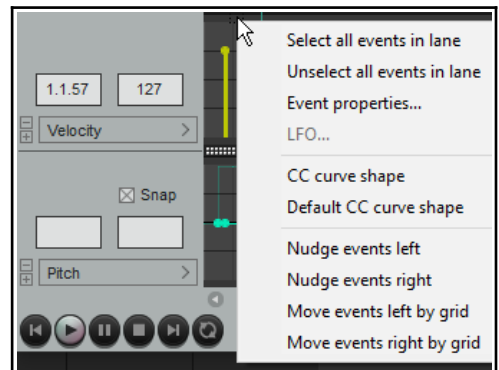 1.1.57 127
Velocity
Snap
Pitch
Select all events in lane
Unselect all events in lane
Event properties...
LFO...
CC curve shape
Default CC curve shape
Nudge events left
Nudge events right
Move events left by grid
Move events right by grid